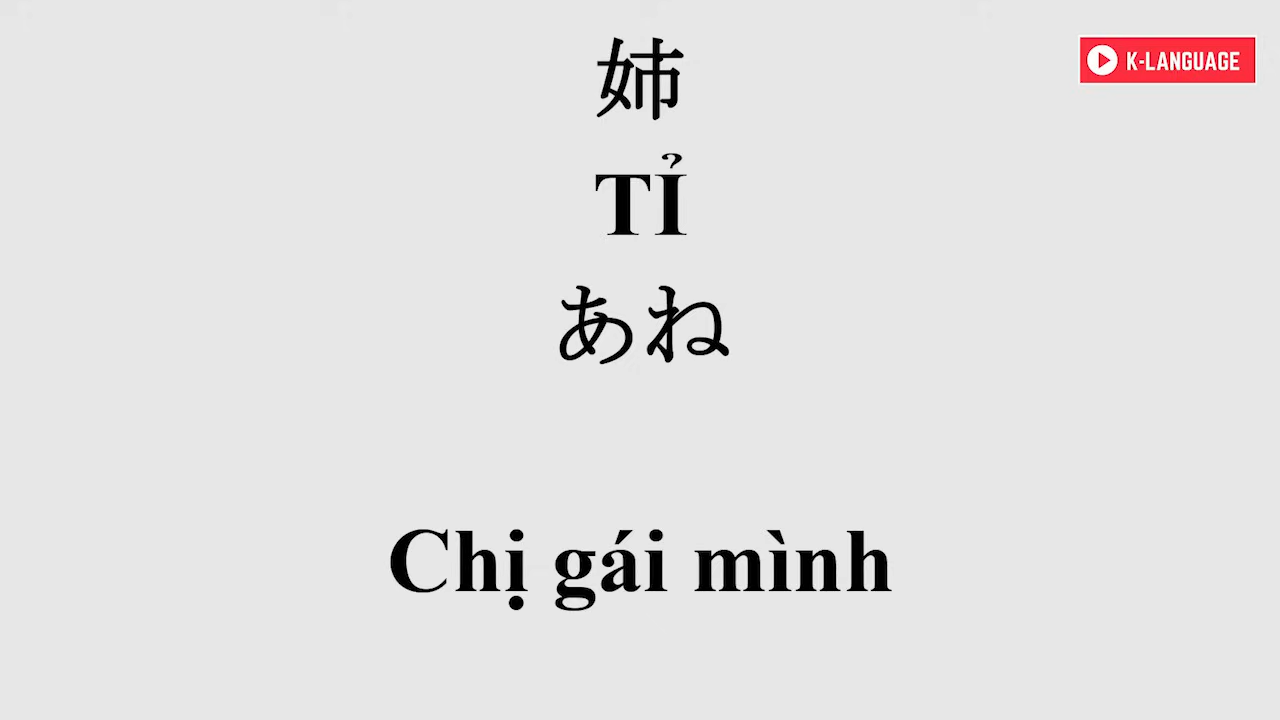 姉
K-LANGUAGE
TỈ
あね
Chị gái mình